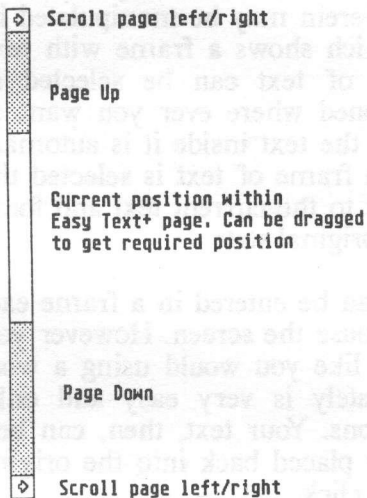 Scroll page left/right
Page Up
Current position within
Easy Text+ page. Can be dragged
to get required position
Page Down
Scroll page left/right